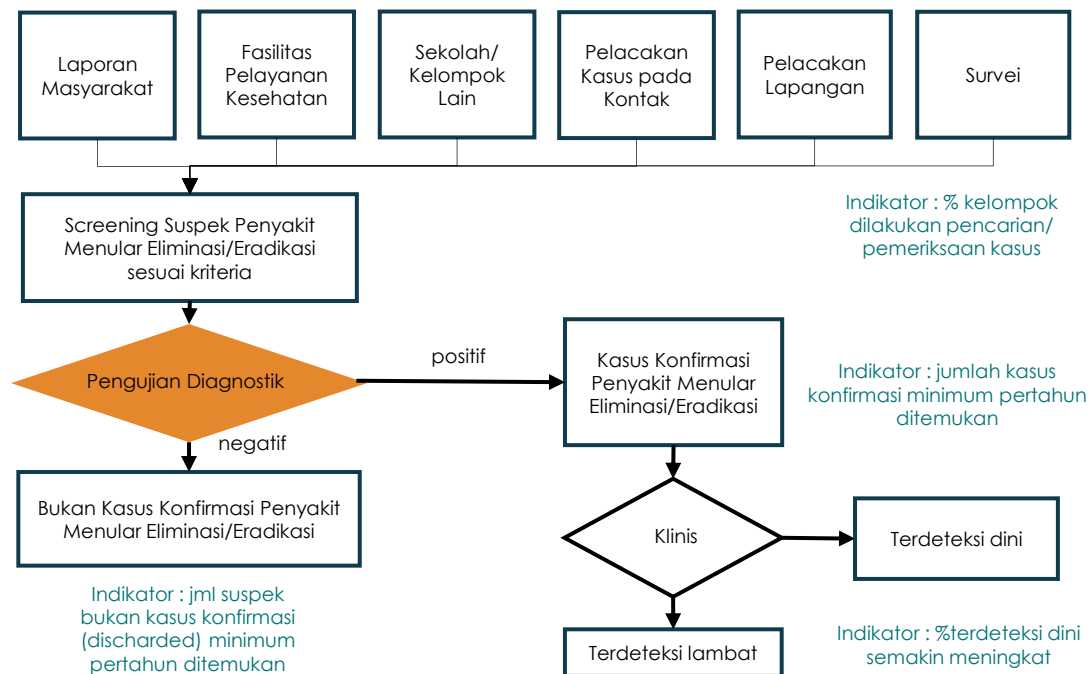 Laporan
Masyarakat
Fasilitas
Pelayanan
Kesehatan
Sekolah/
Kelompok
Lain
Pelacakan
Kasus pada
Kontak
Pelacakan
Lapangan
Survei
Screening Suspek Penyakit
Menular Eliminasi/Eradikasi
sesuai kriteria
Indikator : % kelompok
dilakukan pencarian/
pemeriksaan kasus
Pengujian Diagnostik
positif
Kasus Konfirmasi
Penyakit Menular
Eliminasi/Eradikasi
Indikator : jumlah kasus
konfirmasi minimum pertahun
ditemukan
negatif
Bukan Kasus Konfirmasi Penyakit
Menular Eliminasi/Eradikasi
Klinis
Terdeteksi dini
Indikator : jml suspek
bukan kasus konfirmasi
(discharded) minimum
pertahun ditemukan
Terdeteksi lambat
Indikator : %terdeteksi dini
semakin meningkat